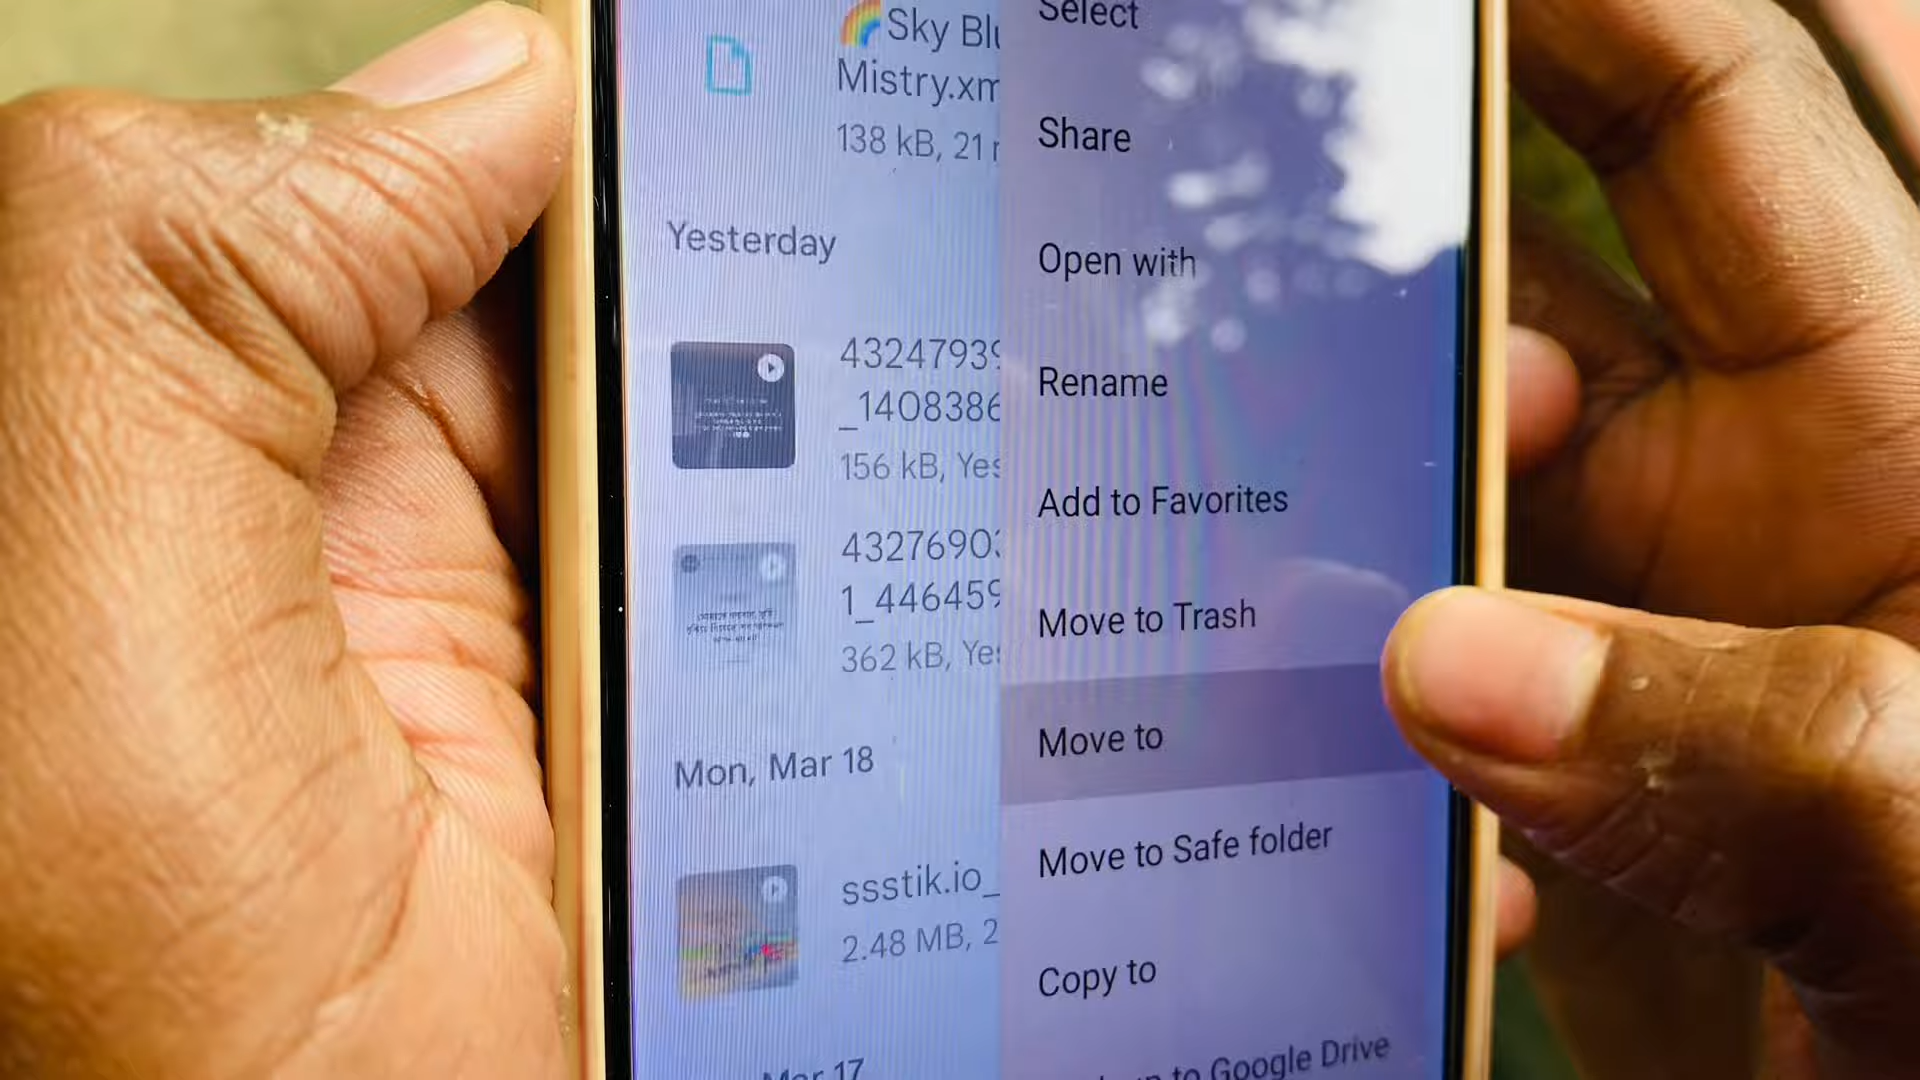 🌈Sky Blu
Mistry.xm
138 kB, 21
Yesterday
4324793
_1408386
156 kB, Yes
4327690
1_446459
362 kB, Yes
Mon, Mar 18
ssstik.io_
2.48 MB, 2
Mar 17
Select
Share
Open with
Rename
Add to Favorites
Move to Trash
Move to
Move to Safe folder
Copy to
to Google Drive